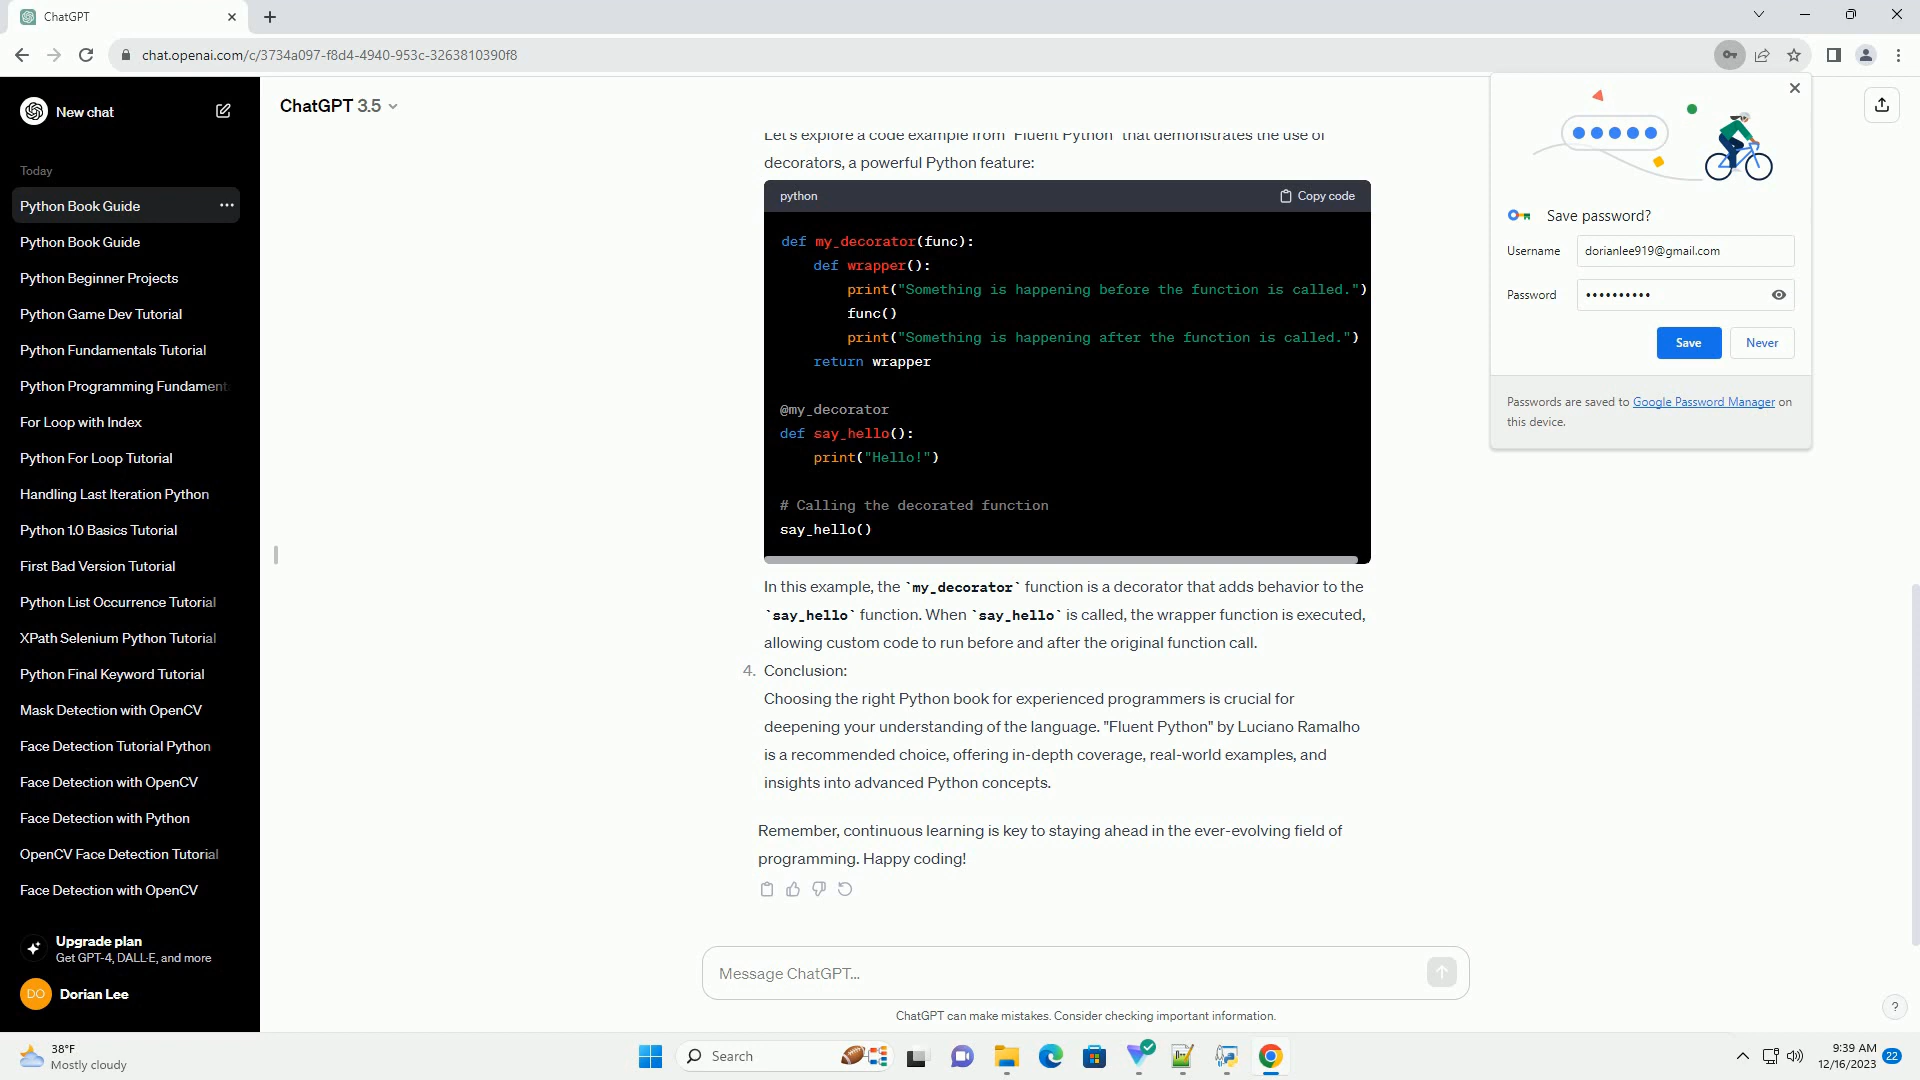 ChatGPT
chat.openai.com/c/3734a097-f8d4-4940-953c-3263810390f8
New chat
Today
Python Book Guide
Python Book Guide
Python Beginner Projects
Python Game Dev Tutorial
Python Fundamentals Tutorial
Python Programming Fundament
For Loop with Index
Python For Loop Tutorial
Handling Last Iteration Python
Python 1.0 Basics Tutorial
First Bad Version Tutorial
Python List Occurrence Tutorial
XPath Selenium Python Tutorial
Python Final Keyword Tutorial
Mask Detection with OpenCV
Face Detection Tutorial Python
Face Detection with OpenCV
Face Detection with Python
OpenCV Face Detection Tutorial
Face Detection with OpenCV
Upgrade plan
Get GPT-4, DALL·E, and more
DO Dorian Lee
ChatGPT 3.5
Let's explore a code example from "Fluent Python" that demonstrates the use of
decorators, a powerful Python feature:
python Copy code
def my_decorator(func):
    def wrapper():
        print("Something is happening before the function is called.")
        func()
        print("Something is happening after the function is called.")
    return wrapper
@my_decorator
def say_hello():
    print("Hello!")
# Calling the decorated function
say_hello()
In this example, the `my_decorator` function is a decorator that adds behavior to the
`say_hello` function. When `say_hello` is called, the wrapper function is executed,
allowing custom code to run before and after the original function call.
4. Conclusion:
Choosing the right Python book for experienced programmers is crucial for
deepening your understanding of the language. "Fluent Python" by Luciano Ramalho
is a recommended choice, offering in-depth coverage, real-world examples, and
insights into advanced Python concepts.
Remember, continuous learning is key to staying ahead in the ever-evolving field of
programming. Happy coding!
Message ChatGPT...
ChatGPT can make mistakes. Consider checking important information.
?
Save password?
Username dorianlee919@gmail.com
Password ••••••••••
Save Never
Passwords are saved to Google Password Manager on
this device.
38°F
Mostly cloudy
Search
9:39 AM
12/16/2023
22